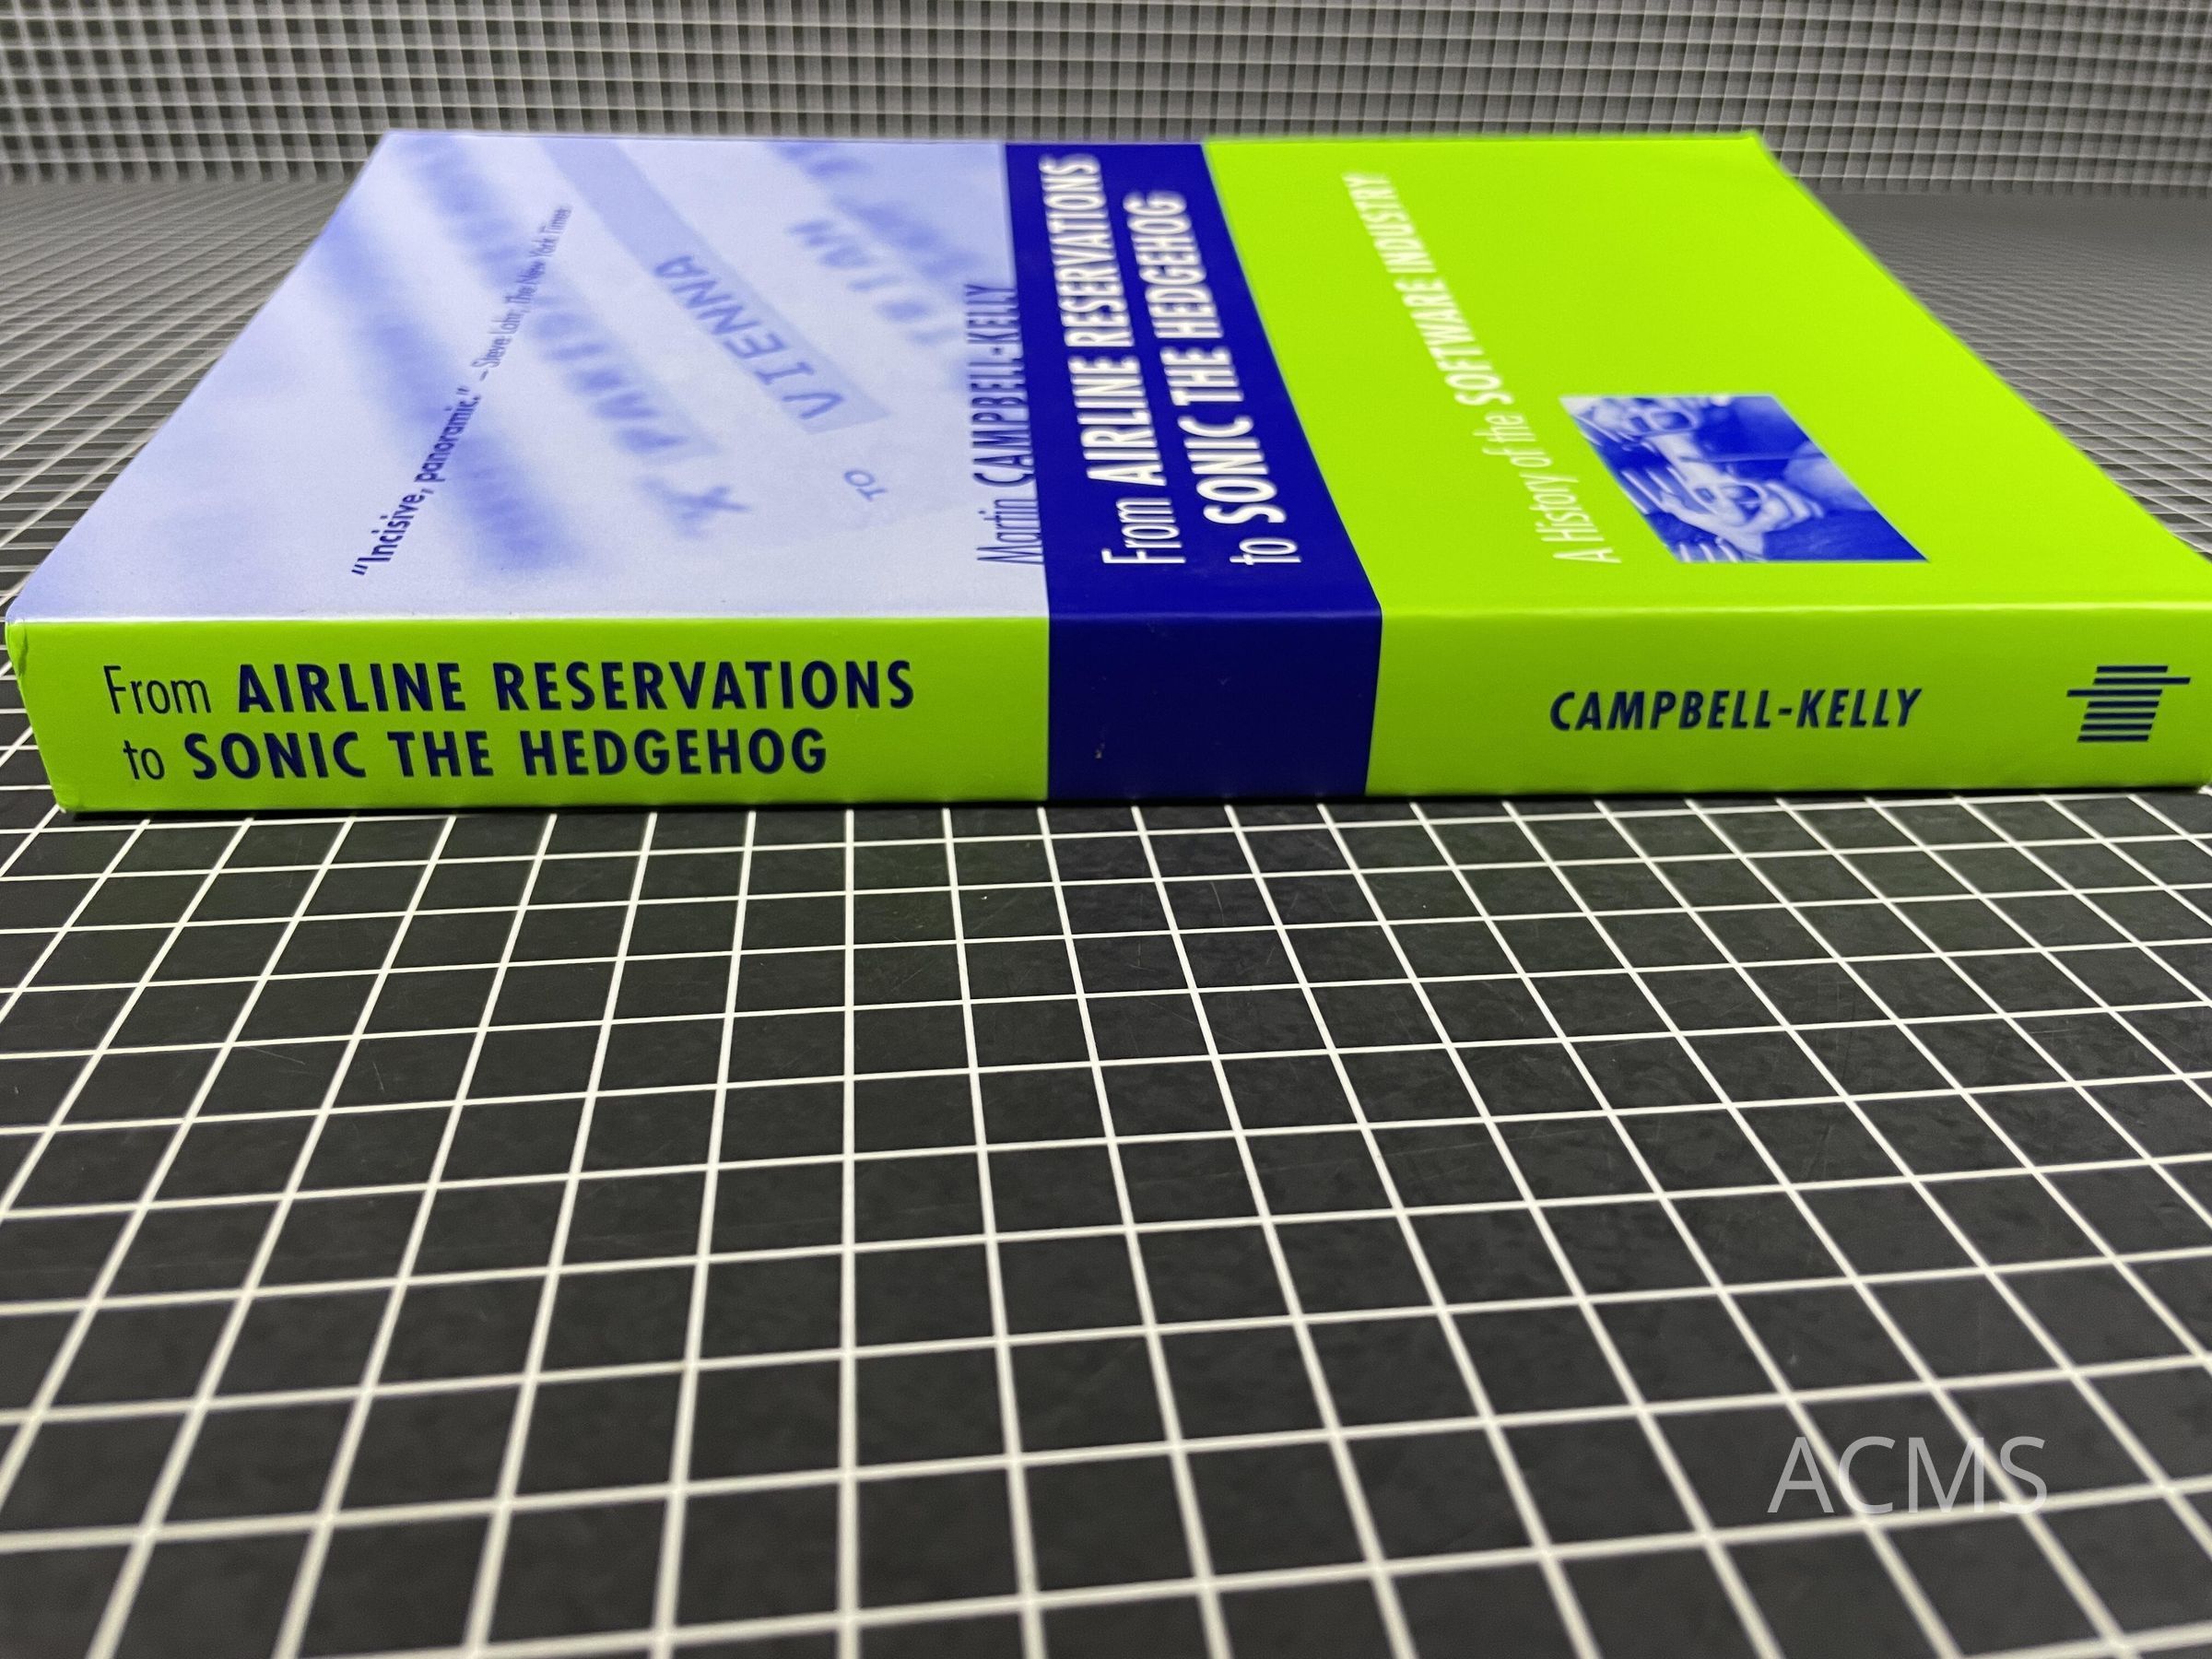 "Incisive, panoramic." –Steve Lohr, The New York Times
VIENNA
TO
Martin CAMPBELL-KELLY
From AIRLINE RESERVATIONS
to SONIC THE HEDGEHOG
A History of the SOFTWARE INDUSTRY
From AIRLINE RESERVATIONS
to SONIC THE HEDGEHOG
CAMPBELL-KELLY
ACMS